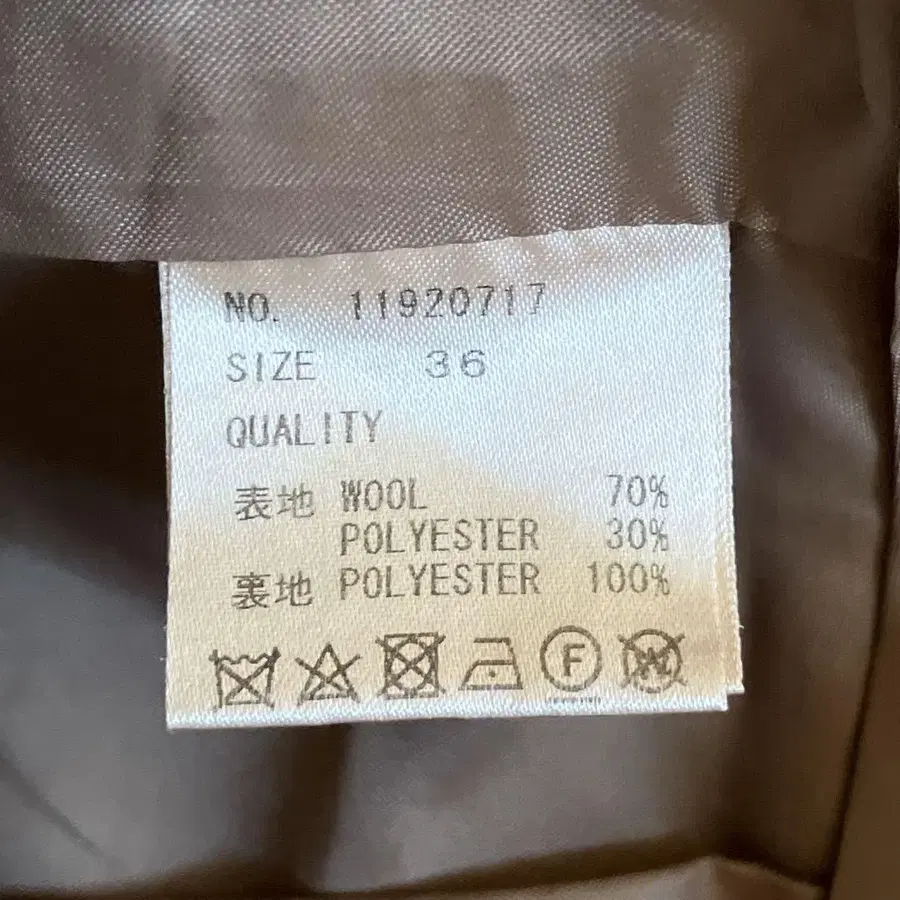 NO. 11920717
SIZE 36
QUALITY
表地 WOOL 70%
POLYESTER 30%
裏地 POLYESTER 100%
F W